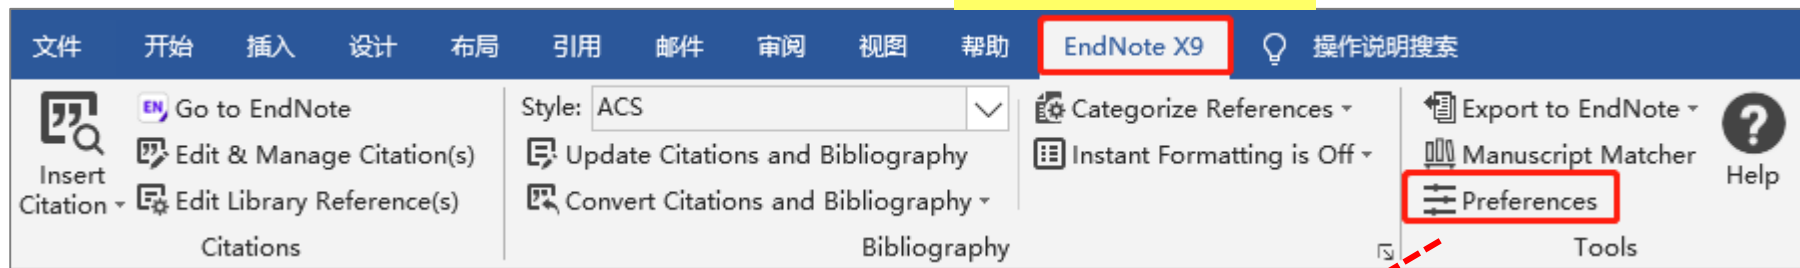 文件 开始 插入 设计 布局 引用 邮件 审阅 视图 帮助 EndNote X9 操作说明搜索
Insert Citation
EN Go to EndNote
Edit & Manage Citation(s)
Edit Library Reference(s)
Citations
Style: ACS
Update Citations and Bibliography
Convert Citations and Bibliography
Categorize References
Instant Formatting is Off
Bibliography
Export to EndNote
Manuscript Matcher
Preferences
Help
Tools